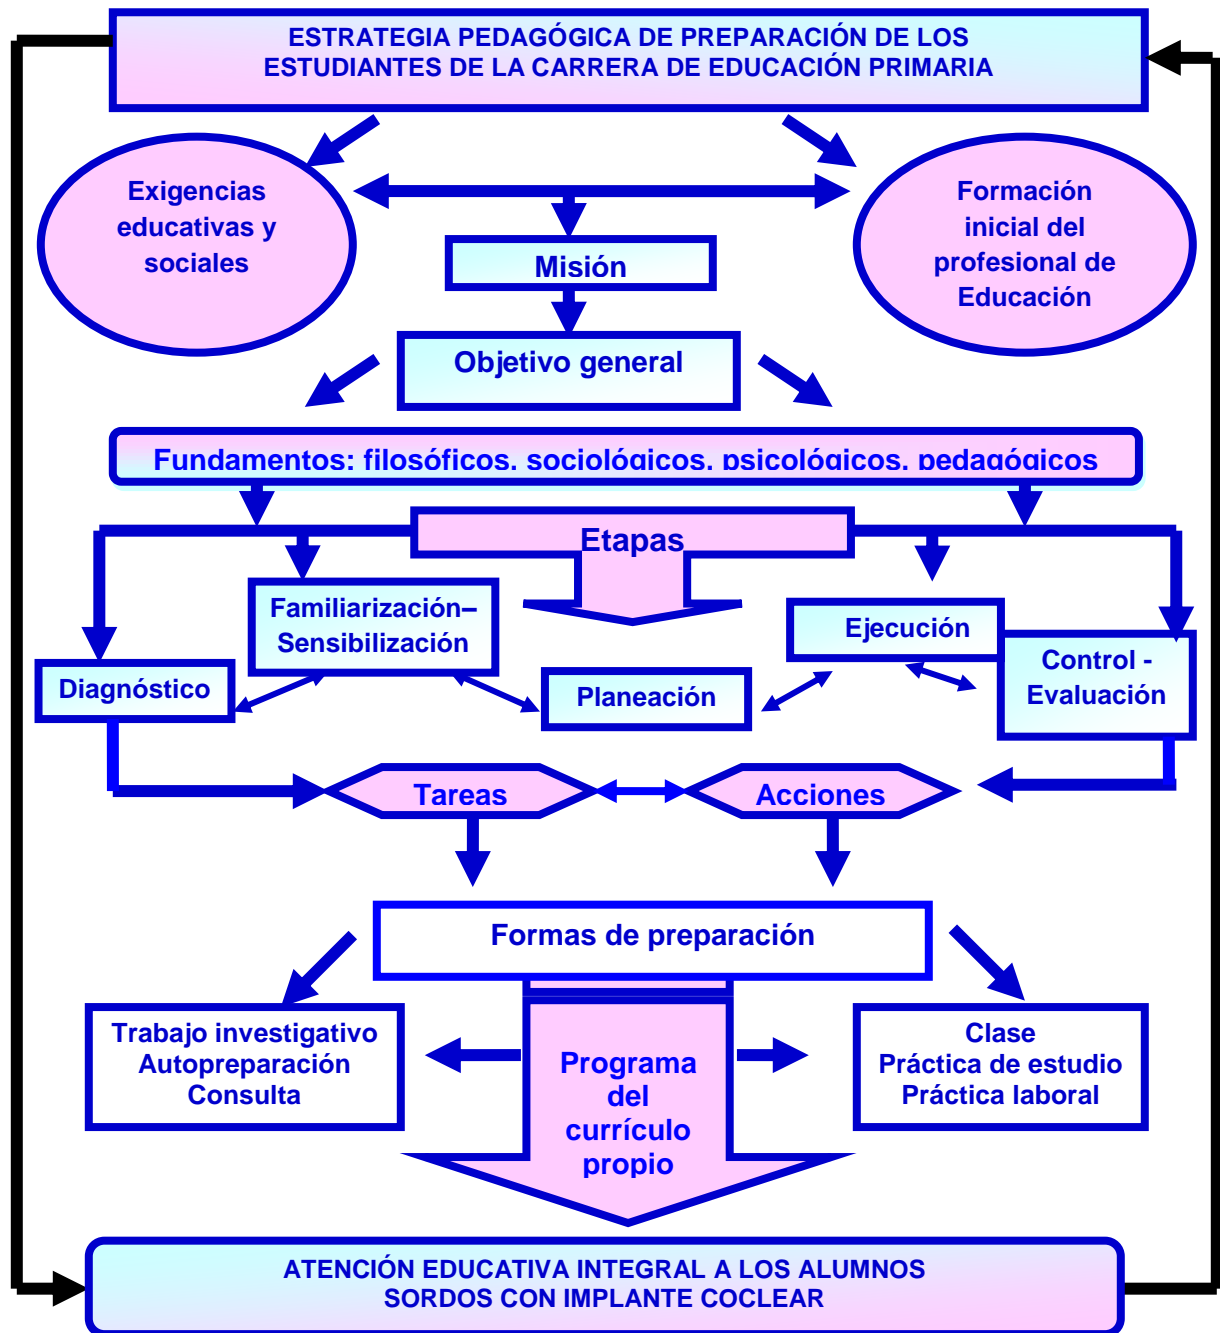 ESTRATEGIA PEDAGÓGICA DE PREPARACIÓN DE LOS
ESTUDIANTES DE LA CARRERA DE EDUCACIÓN PRIMARIA
Exigencias
educativas y
sociales
Formación
inicial del
profesional de
Educación
Misión
Objetivo general
Fundamentos: filosóficos, sociológicos, psicológicos, pedagógicos
Etapas
Familiarización–
Sensibilización
Ejecución
Diagnóstico
Planeación
Control -
Evaluación
Tareas
Acciones
Formas de preparación
Trabajo investigativo
Autopreparación
Consulta
Programa
del
currículo
propio
Clase
Práctica de estudio
Práctica laboral
ATENCIÓN EDUCATIVA INTEGRAL A LOS ALUMNOS
SORDOS CON IMPLANTE COCLEAR